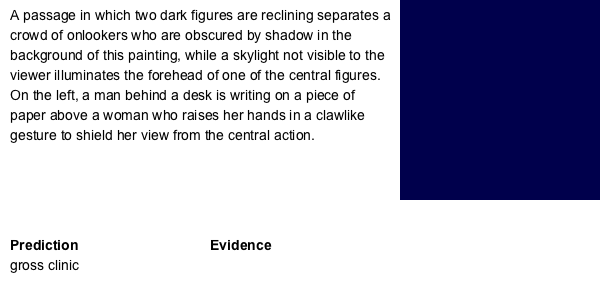 A passage in which two dark figures are reclining separates a
crowd of onlookers who are obscured by shadow in the
background of this painting, while a skylight not visible to the
viewer illuminates the forehead of one of the central figures.
On the left, a man behind a desk is writing on a piece of
paper above a woman who raises her hands in a clawlike
gesture to shield her view from the central action.
Prediction Evidence
gross clinic